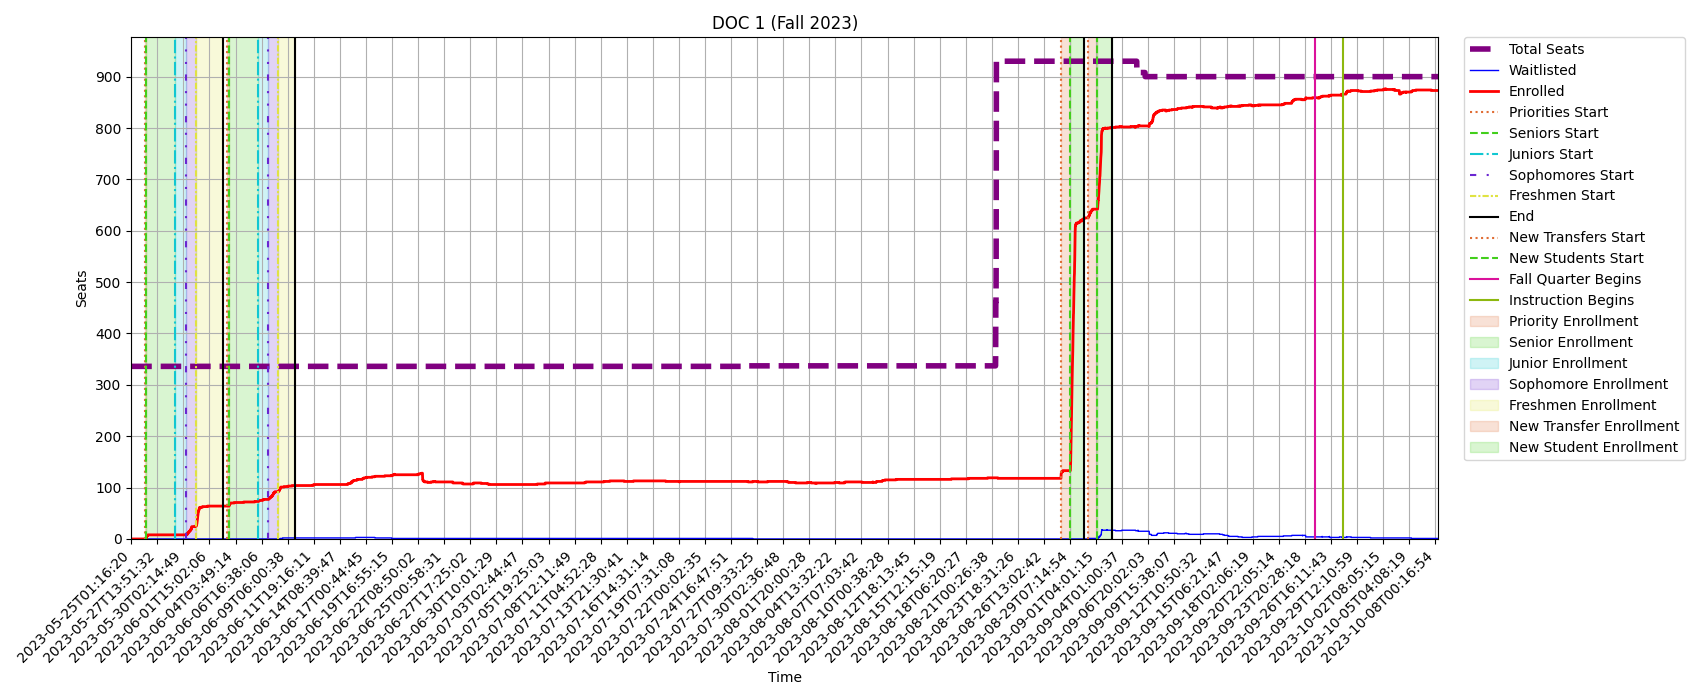 DOC 1 (Fall 2023)
Seats
900
800
700
600
500
400
300
200
100
0
2023-05-25T01:16:20
2023-05-27T13:51:32
2023-05-30T02:14:49
2023-06-01T15:02:06
2023-06-04T03:49:14
2023-06-06T16:38:06
2023-06-09T06:00:38
2023-06-11T19:16:11
2023-06-14T08:39:47
2023-06-17T00:44:45
2023-06-19T16:55:15
2023-06-22T08:50:02
2023-06-25T00:58:31
2023-06-27T17:25:02
2023-06-30T10:01:29
2023-07-03T02:44:47
2023-07-05T19:25:03
2023-07-08T12:11:49
2023-07-11T04:52:28
2023-07-13T21:30:41
2023-07-16T14:31:14
2023-07-19T07:31:08
2023-07-22T00:02:35
2023-07-24T16:47:51
2023-07-27T09:33:25
2023-07-30T02:36:48
2023-08-01T20:00:28
2023-08-04T13:32:22
2023-08-07T07:03:42
2023-08-10T00:38:28
2023-08-12T18:13:45
2023-08-15T12:15:19
2023-08-18T06:20:27
2023-08-21T00:26:38
2023-08-23T18:31:26
2023-08-26T13:02:42
2023-08-29T07:14:54
2023-09-01T04:01:15
2023-09-04T01:00:37
2023-09-06T20:02:03
2023-09-09T15:38:07
2023-09-12T10:50:32
2023-09-15T06:21:47
2023-09-18T02:06:19
2023-09-20T22:05:14
2023-09-23T20:28:18
2023-09-26T16:11:43
2023-09-29T12:10:59
2023-10-02T08:05:15
2023-10-05T04:08:19
2023-10-08T00:16:54
Time
Total Seats
Waitlisted
Enrolled
Priorities Start
Seniors Start
Juniors Start
Sophomores Start
Freshmen Start
End
New Transfers Start
New Students Start
Fall Quarter Begins
Instruction Begins
Priority Enrollment
Senior Enrollment
Junior Enrollment
Sophomore Enrollment
Freshmen Enrollment
New Transfer Enrollment
New Student Enrollment